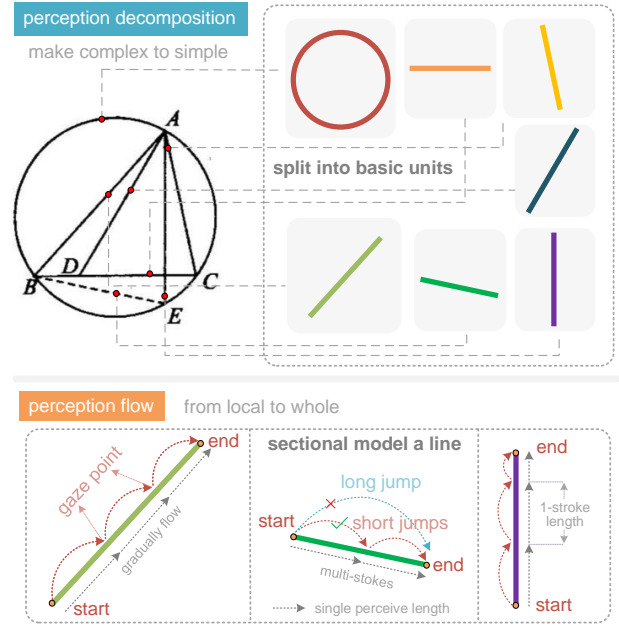 perception decomposition
make complex to simple
A
split into basic units
D
B
C
E
perception flow
from local to whole
end
gaze point
gradually flow
start
sectional model a line
long jump
start
short jumps
end
multi-stokes
single perceive length
end
1-stroke
length
start